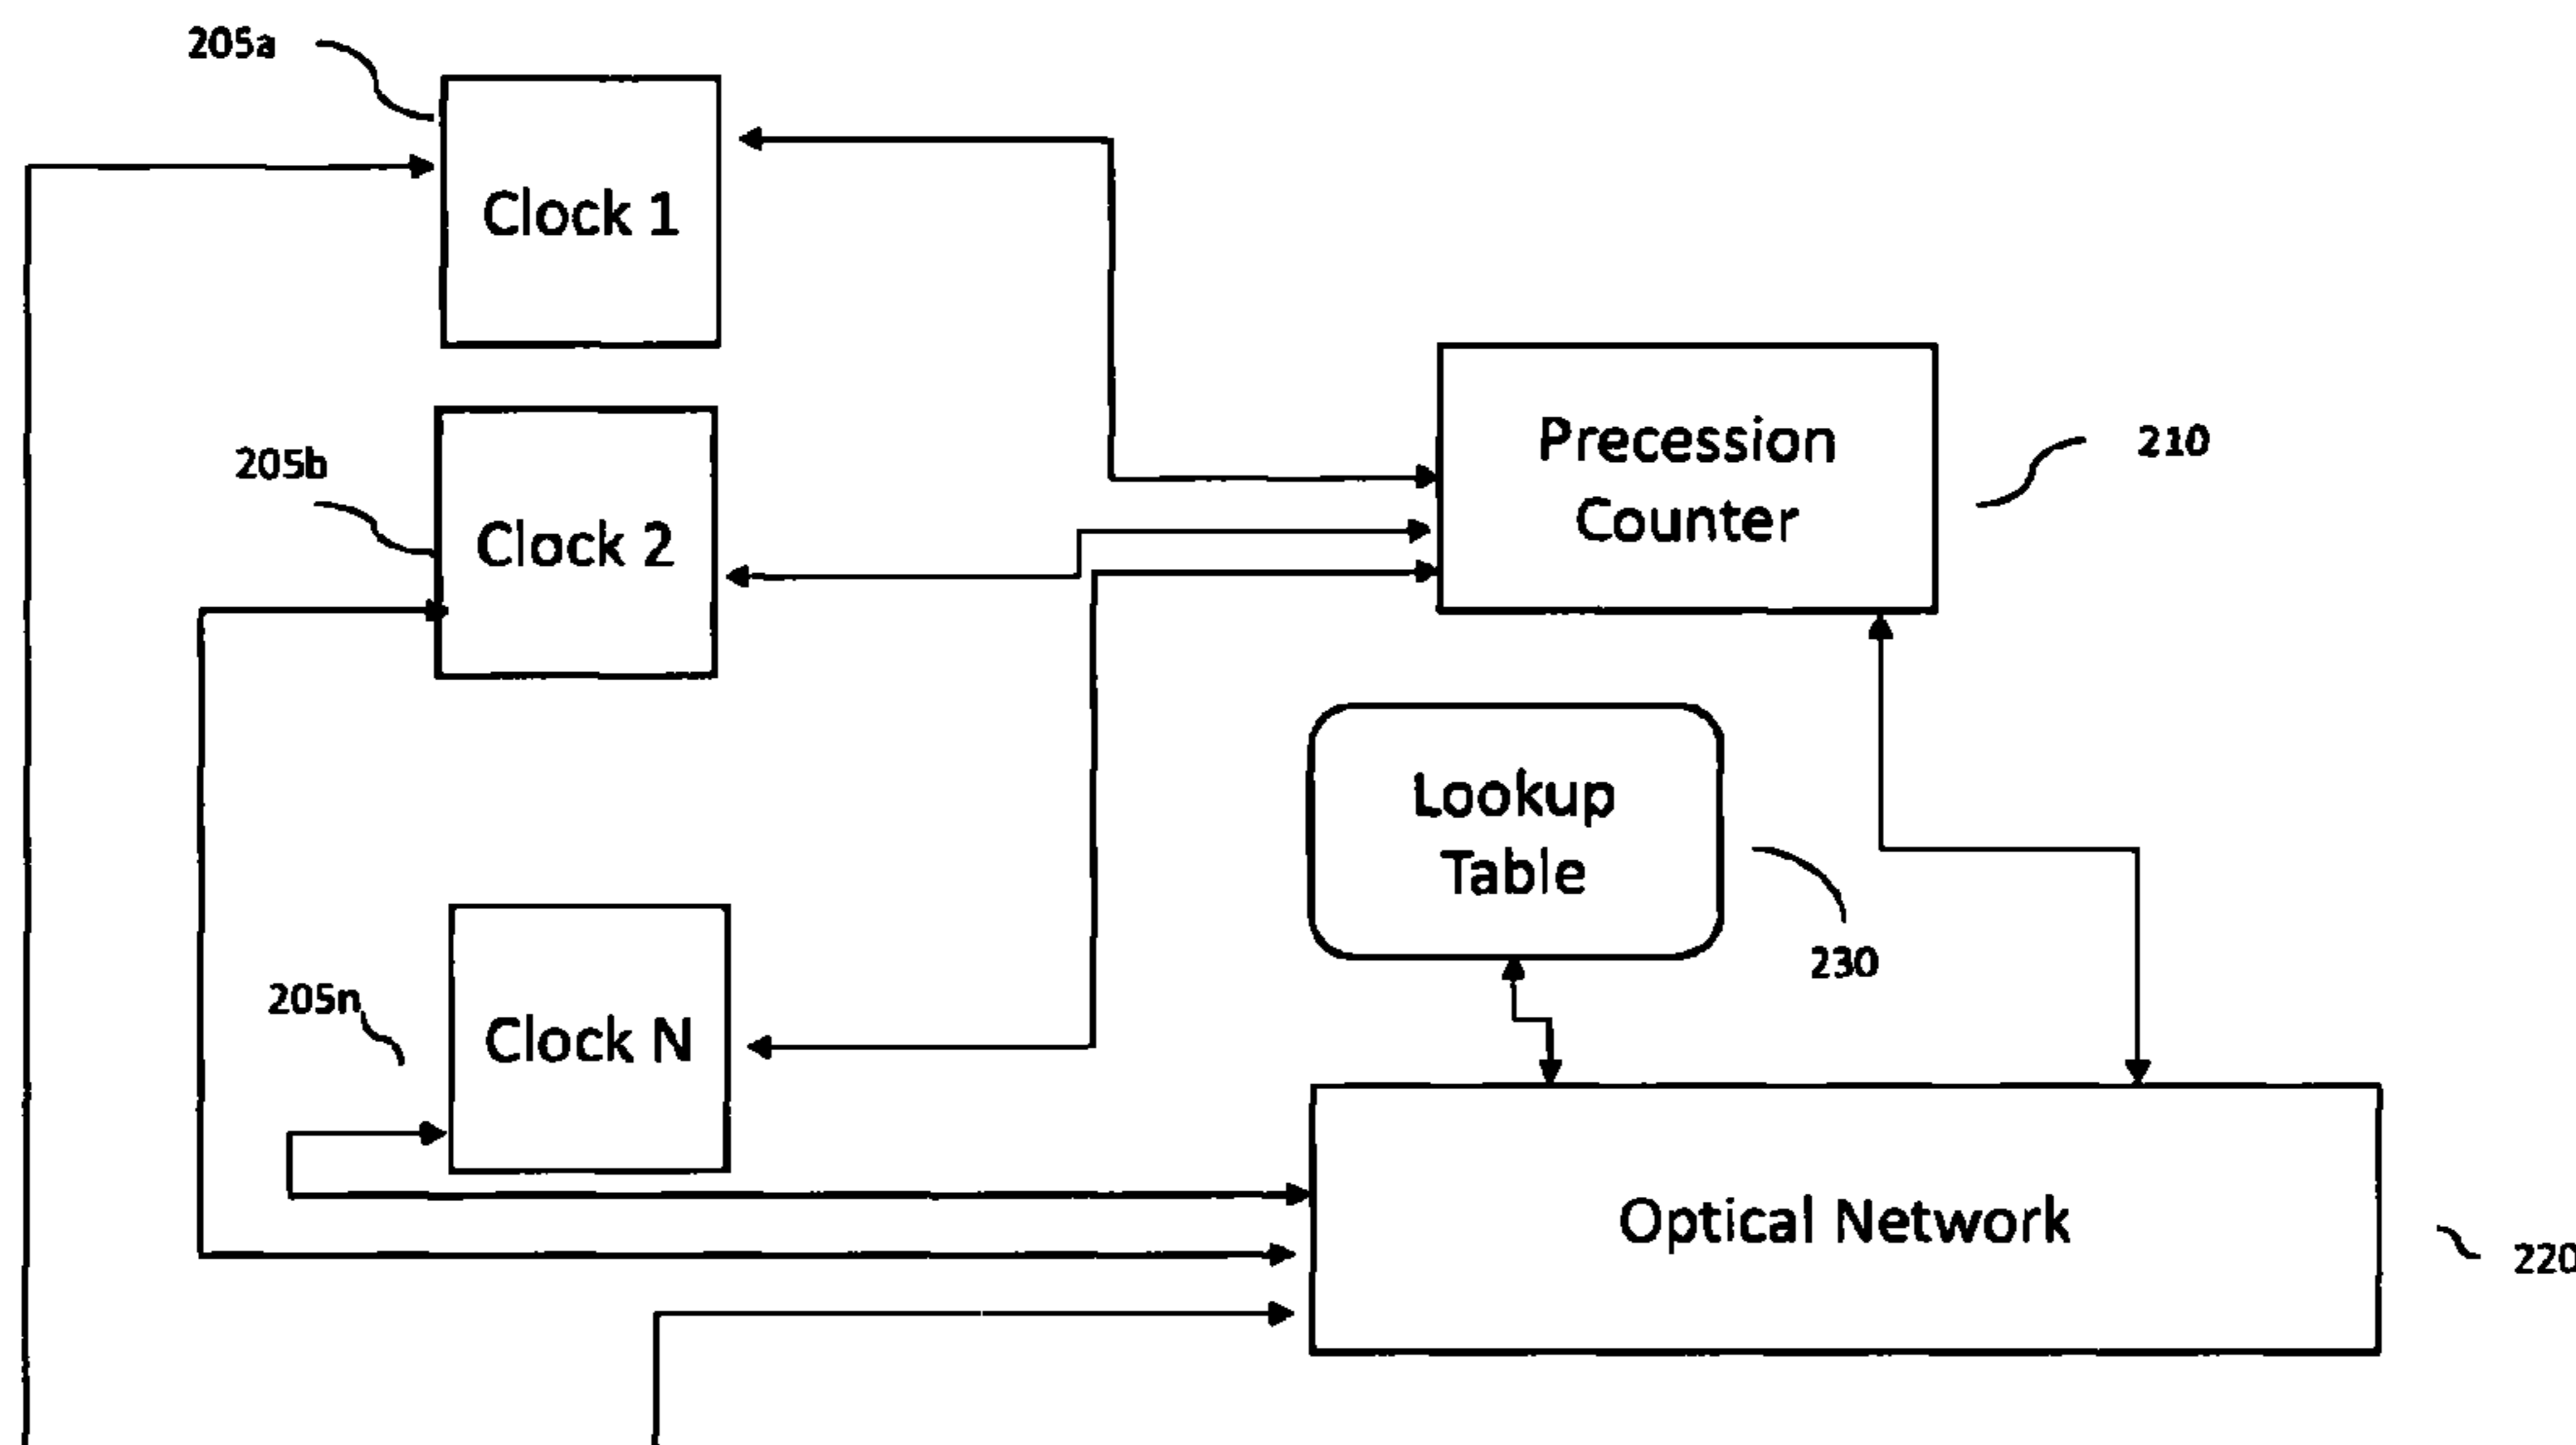 205a
Clock 1
205b
Clock 2
Precession
Counter
210
Lookup
Table
230
205n
Clock N
Optical Network
220